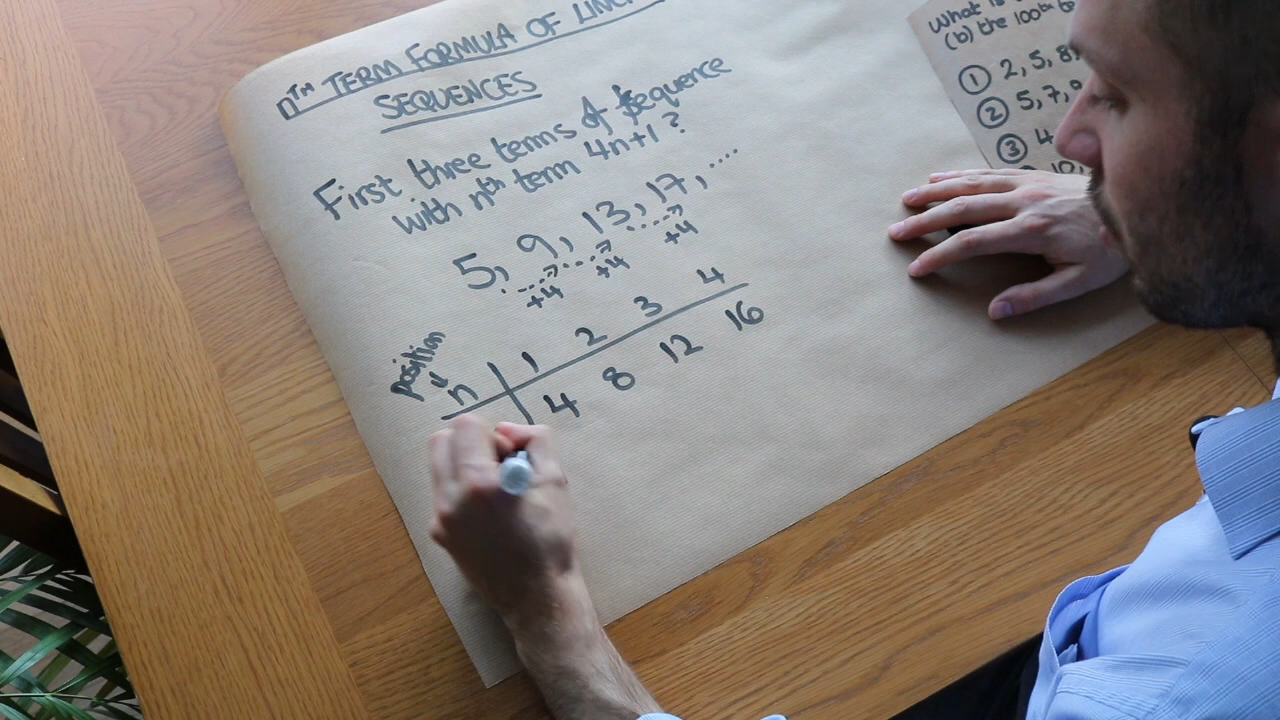 nTH TERM FORMULA OF
SEQUENCES
First three terms of sequence
with nth term 4n+1?
5, 9, 13, 17, ....
+4 +4 +4
position
n 1 2 3 4
4 8 12 16
What is
(b) the 100th
① 2, 5, 8,
② 5, 7, 9
③ 4
10,